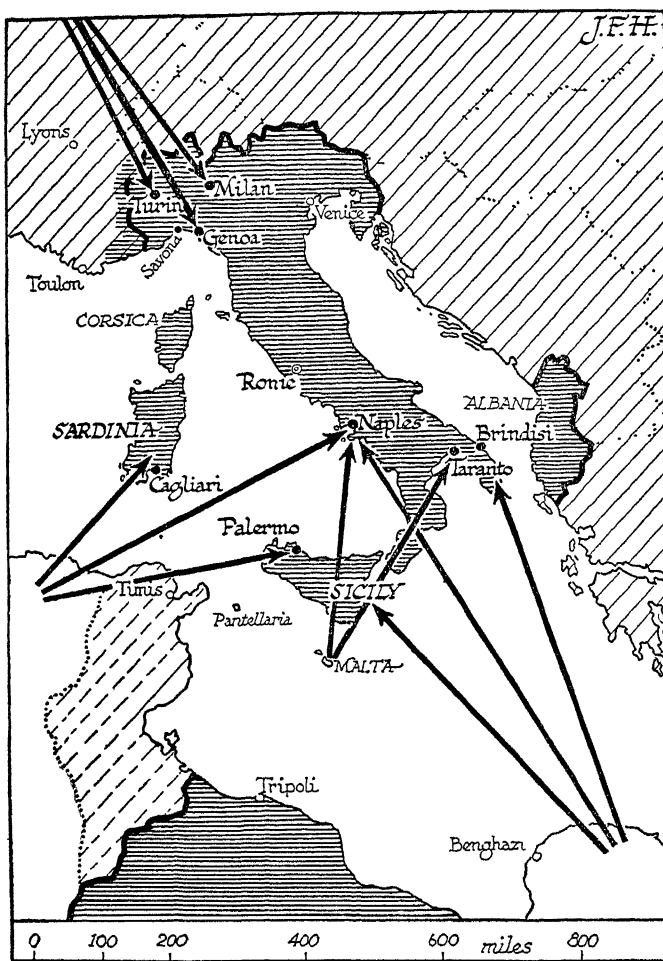 J.F.H.
Lyons
Milan
Turin
Venice
Savona
Genoa
Toulon
CORSICA
Rome
ALBANIA
SARDINIA
Naples
Brindisi
Taranto
Cagliari
Palermo
Tunis
SICILY
Pantellaria
MALTA
Tripoli
Benghazi
0 100 200 400 600 miles 800